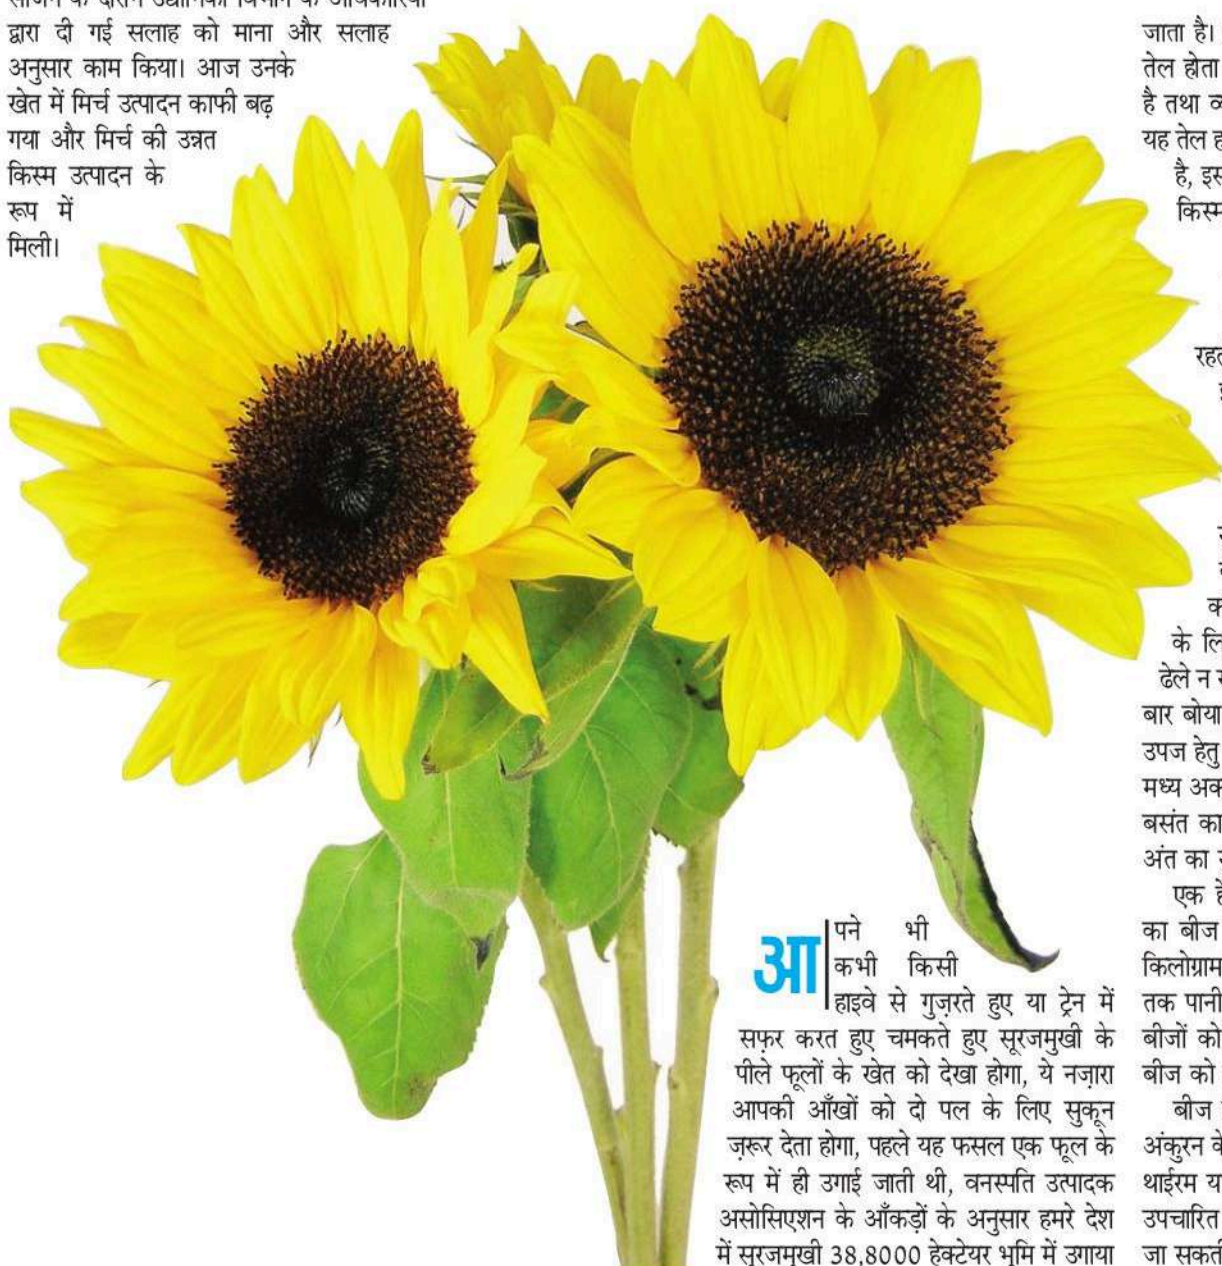 द्वारा दी गई सलाह को माना और सलाह
अनुसार काम किया। आज उनके
खेत में मिर्च उत्पादन काफी बढ़
गया और मिर्च की उन्नत
किस्म उत्पादन के
रूप में
मिली।
आपने भी
कभी किसी
हाइवे से गुज़रते हुए या ट्रेन में
सफ़र करत हुए चमकते हुए सूरजमुखी के
पीले फूलों के खेत को देखा होगा, ये नज़ारा
आपकी आँखों को दो पल के लिए सुकून
ज़रूर देता होगा, पहले यह फसल एक फूल के
रूप में ही उगाई जाती थी, वनस्पति उत्पादक
असोसिएशन के आँकड़ों के अनुसार हमरे देश
में सूरजमुखी 38,8000 हेक्टेयर भूमि में उगाया
जाता है।
तेल होता
है तथा
यह तेल
है,
किस्म
के
ढेले न
बार बोया
उपज हेतु
मध्य
बसंत का
अंत का
एक
का बीज
किलोग्राम
तक पानी
बीजों को
बीज को
बीज
अंकुरन के
थाईरम
उपचारित
जा सकती